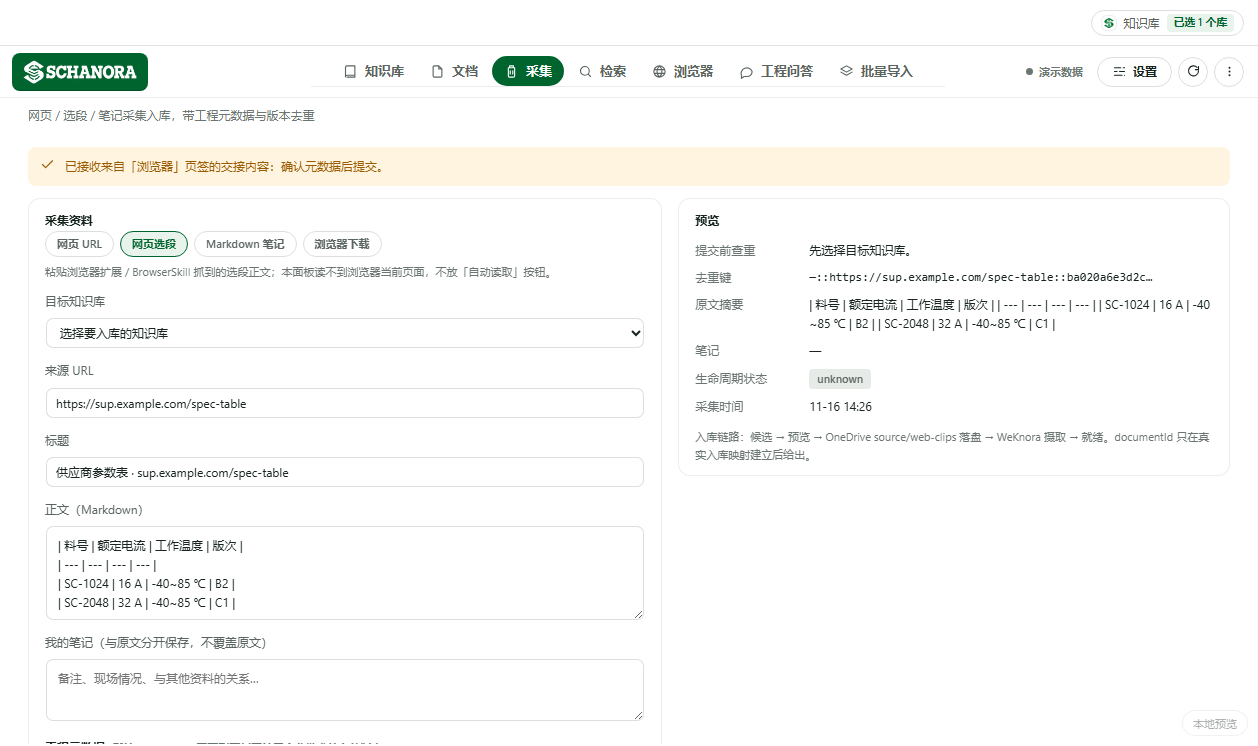 知识库 已选 1 个库
SCHANORA 知识库 文档 采集 检索 浏览器 工程问答 批量导入 演示数据 设置
网页 / 选段 / 笔记采集入库，带工程元数据与版本去重
已接收来自「浏览器」页签的交接内容：确认元数据后提交。
采集资料
网页 URL 网页选段 Markdown 笔记 浏览器下载
粘贴浏览器扩展 / BrowserSkill 抓到的选段正文；本面板读不到浏览器当前页面，不放「自动读取」按钮。
目标知识库
选择要入库的知识库
来源 URL
https://sup.example.com/spec-table
标题
供应商参数表 · sup.example.com/spec-table
正文（Markdown）
| 料号 | 额定电流 | 工作温度 | 版次 |
| --- | --- | --- | --- |
| SC-1024 | 16 A | -40~85 ℃ | B2 |
| SC-2048 | 32 A | -40~85 ℃ | C1 |
我的笔记（与原文分开保存，不覆盖原文）
备注、现场情况、与其他资料的关系...
预览
提交前查重 先选择目标知识库。
去重键 —::https://sup.example.com/spec-table::ba020a6e3d2c…
原文摘要 | 料号 | 额定电流 | 工作温度 | 版次 | | --- | --- | --- | --- | | SC-1024 | 16 A | -40
~85 ℃ | B2 | | SC-2048 | 32 A | -40~85 ℃ | C1 |
笔记 —
生命周期状态 unknown
采集时间 11-16 14:26
入库链路：候选 → 预览 → OneDrive source/web-clips 落盘 → WeKnora 摄取 → 就绪。documentId 只在真
实入库映射建立后给出。
本地预览